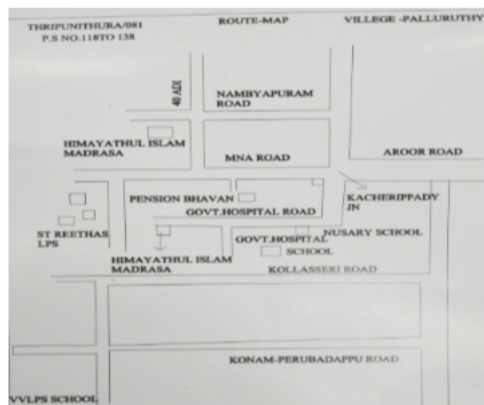 THRIPUNITHURA/081 ROUTE-MAP VILLEGE -PALLURUTHY
P.S NO.118TO 138
40 ADI
NAMBYAPURAM
ROAD
HIMAYATHUL ISLAM
MADRASA
MNA ROAD
AROOR ROAD
PENSION BHAVAN
KACHERIPPADY
JN
GOVT.HOSPITAL ROAD
ST REETHAS
LPS
NUSARY SCHOOL
GOVT.HOSPITAL
SCHOOL
HIMAYATHUL ISLAM
MADRASA
KOLLASSERI ROAD
KONAM-PERUBADAPPU ROAD
VVLPS SCHOOL